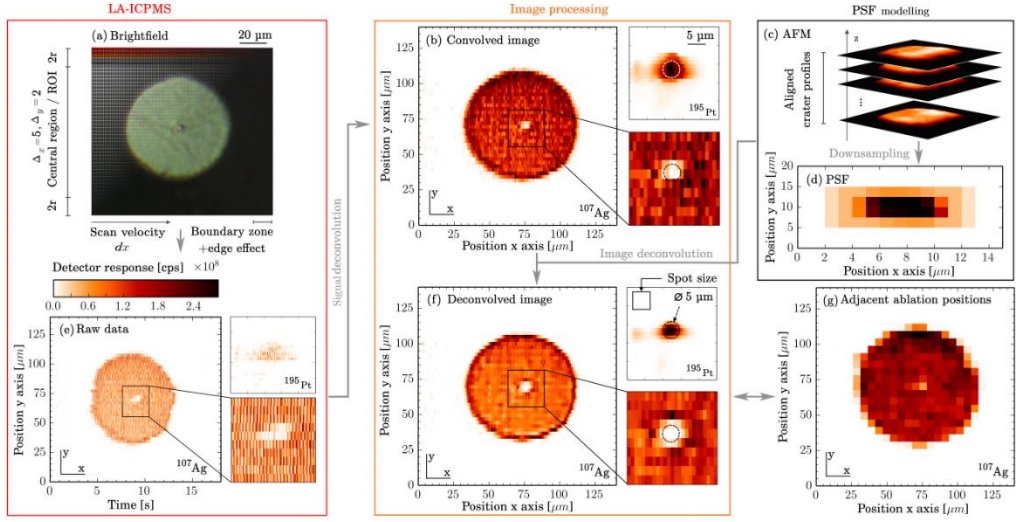 LA-ICPMS
(a) Brightfield
20 µm
2r
Central region / ROI
Δx=5, Δy=2
2r
Scan velocity
dx
Boundary zone
+edge effect
Detector response [cps] ×10⁸
0.0 0.6 1.2 1.8 2.4
(e) Raw data
Position y axis [µm]
0 25 50 75 100 125
0 5 10 15
Time [s]
y
x
¹⁰⁷Ag
¹⁹⁵Pt
Signal deconvolution
Image processing
(b) Convolved image
Position y axis [µm]
0 25 50 75 100 125
0 25 50 75 100 125
Position x axis [µm]
y
x
¹⁰⁷Ag
5 µm
¹⁹⁵Pt
Image deconvolution
(f) Deconvolved image
Position y axis [µm]
0 25 50 75 100 125
0 25 50 75 100 125
Position x axis [µm]
y
x
¹⁰⁷Ag
Spot size
⌀ 5 µm
¹⁹⁵Pt
PSF modelling
(c) AFM
z
Aligned
crater profiles
...
Downsampling
(d) PSF
Position y axis [µm]
0 5 10 15 20
0 2 4 6 8 10 12 14
Position x axis [µm]
(g) Adjacent ablation positions
Position y axis [µm]
0 25 50 75 100 125
0 25 50 75 100 125
Position x axis [µm]
y
x
¹⁰⁷Ag